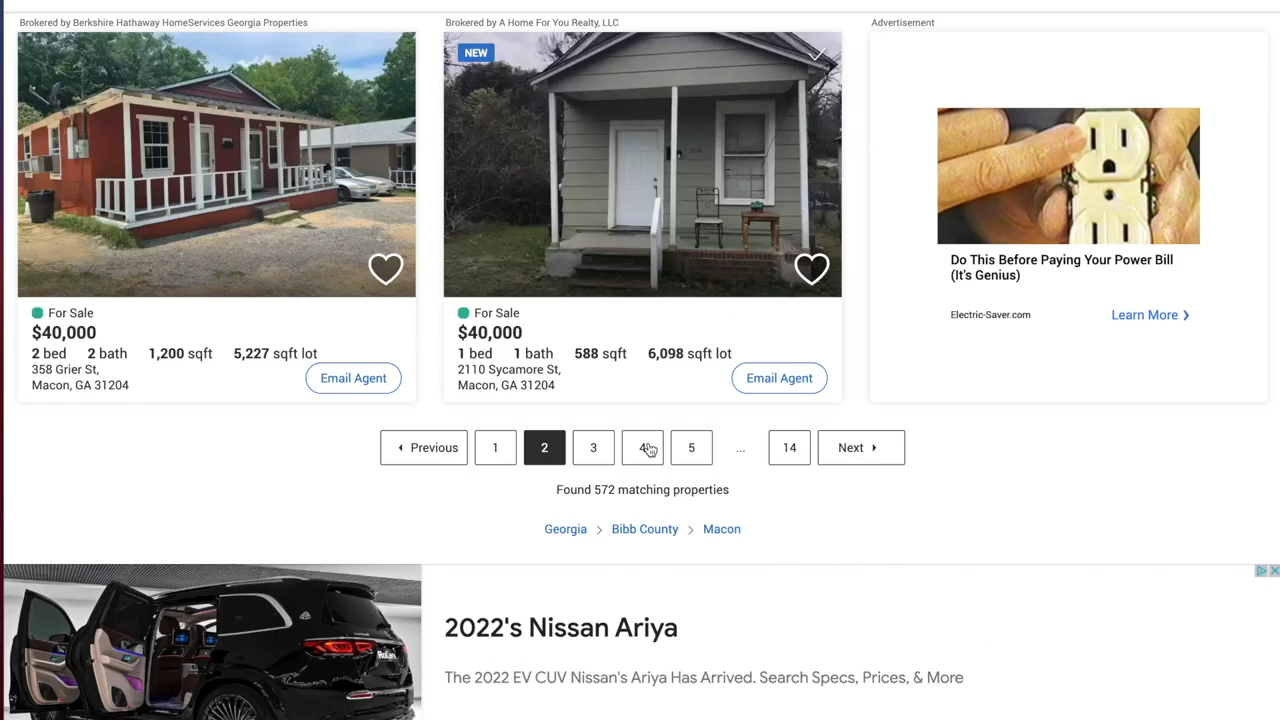 Brokered by Berkshire Hathaway HomeServices Georgia Properties
Brokered by A Home For You Realty, LLC
Advertisement
NEW
For Sale
$40,000
2 bed 2 bath 1,200 sqft 5,227 sqft lot
358 Grier St,
Macon, GA 31204
Email Agent
For Sale
$40,000
1 bed 1 bath 588 sqft 6,098 sqft lot
2110 Sycamore St,
Macon, GA 31204
Email Agent
Do This Before Paying Your Power Bill
(It's Genius)
Electric-Saver.com
Learn More
Previous 1 2 3 4 5 ... 14 Next
Found 572 matching properties
Georgia > Bibb County > Macon
2022's Nissan Ariya
The 2022 EV CUV Nissan's Ariya Has Arrived. Search Specs, Prices, & More